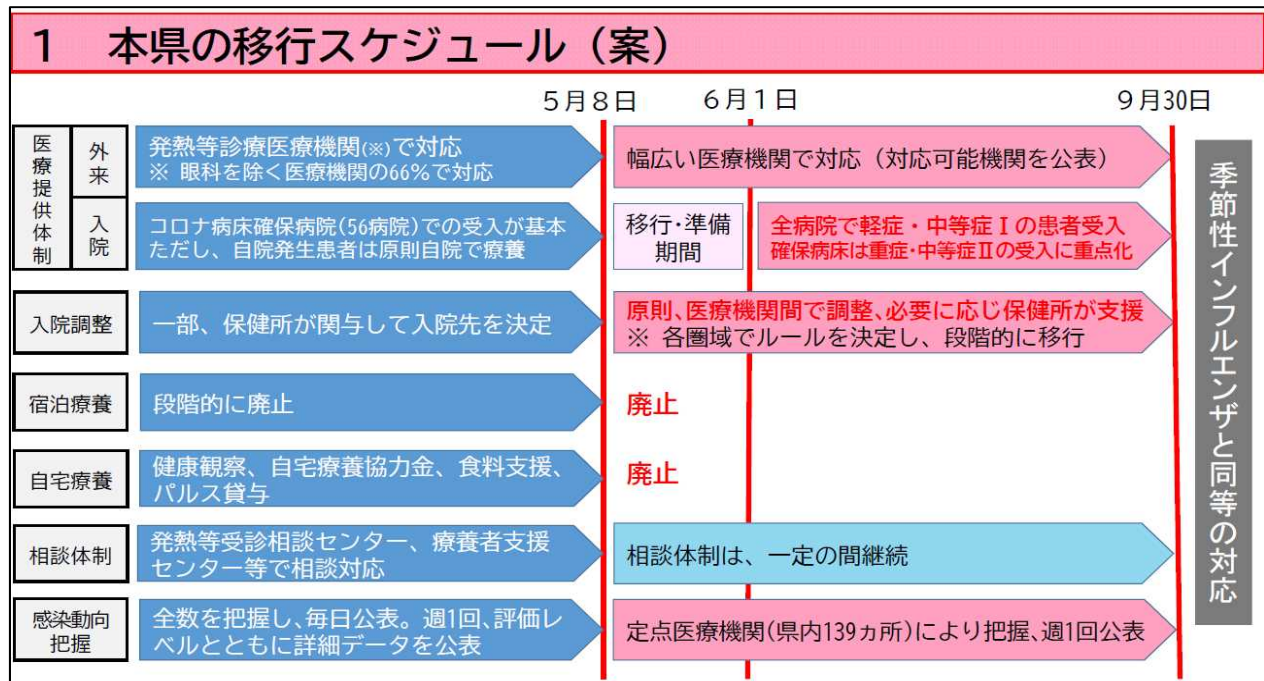 1 本県の移行スケジュール（案）
5月8日
6月1日
9月30日
医療提供体制
外来
発熱等診療医療機関(※)で対応
※ 眼科を除く医療機関の66%で対応
幅広い医療機関で対応（対応可能機関を公表）
入院
コロナ病床確保病院(56病院)での受入が基本
ただし、自院発生患者は原則自院で療養
移行・準備
期間
全病院で軽症・中等症Ⅰの患者受入
確保病床は重症・中等症Ⅱの受入に重点化
入院調整
一部、保健所が関与して入院先を決定
原則、医療機関間で調整、必要に応じ保健所が支援
※ 各圏域でルールを決定し、段階的に移行
宿泊療養
段階的に廃止
廃止
自宅療養
健康観察、自宅療養協力金、食料支援、
パルス貸与
廃止
相談体制
発熱等受診相談センター、療養者支援
センター等で相談対応
相談体制は、一定の間継続
感染動向
把握
全数を把握し、毎日公表。週1回、評価レ
ベルとともに詳細データを公表
定点医療機関(県内139ヵ所)により把握、週1回公表
季節性インフルエンザと同等の対応